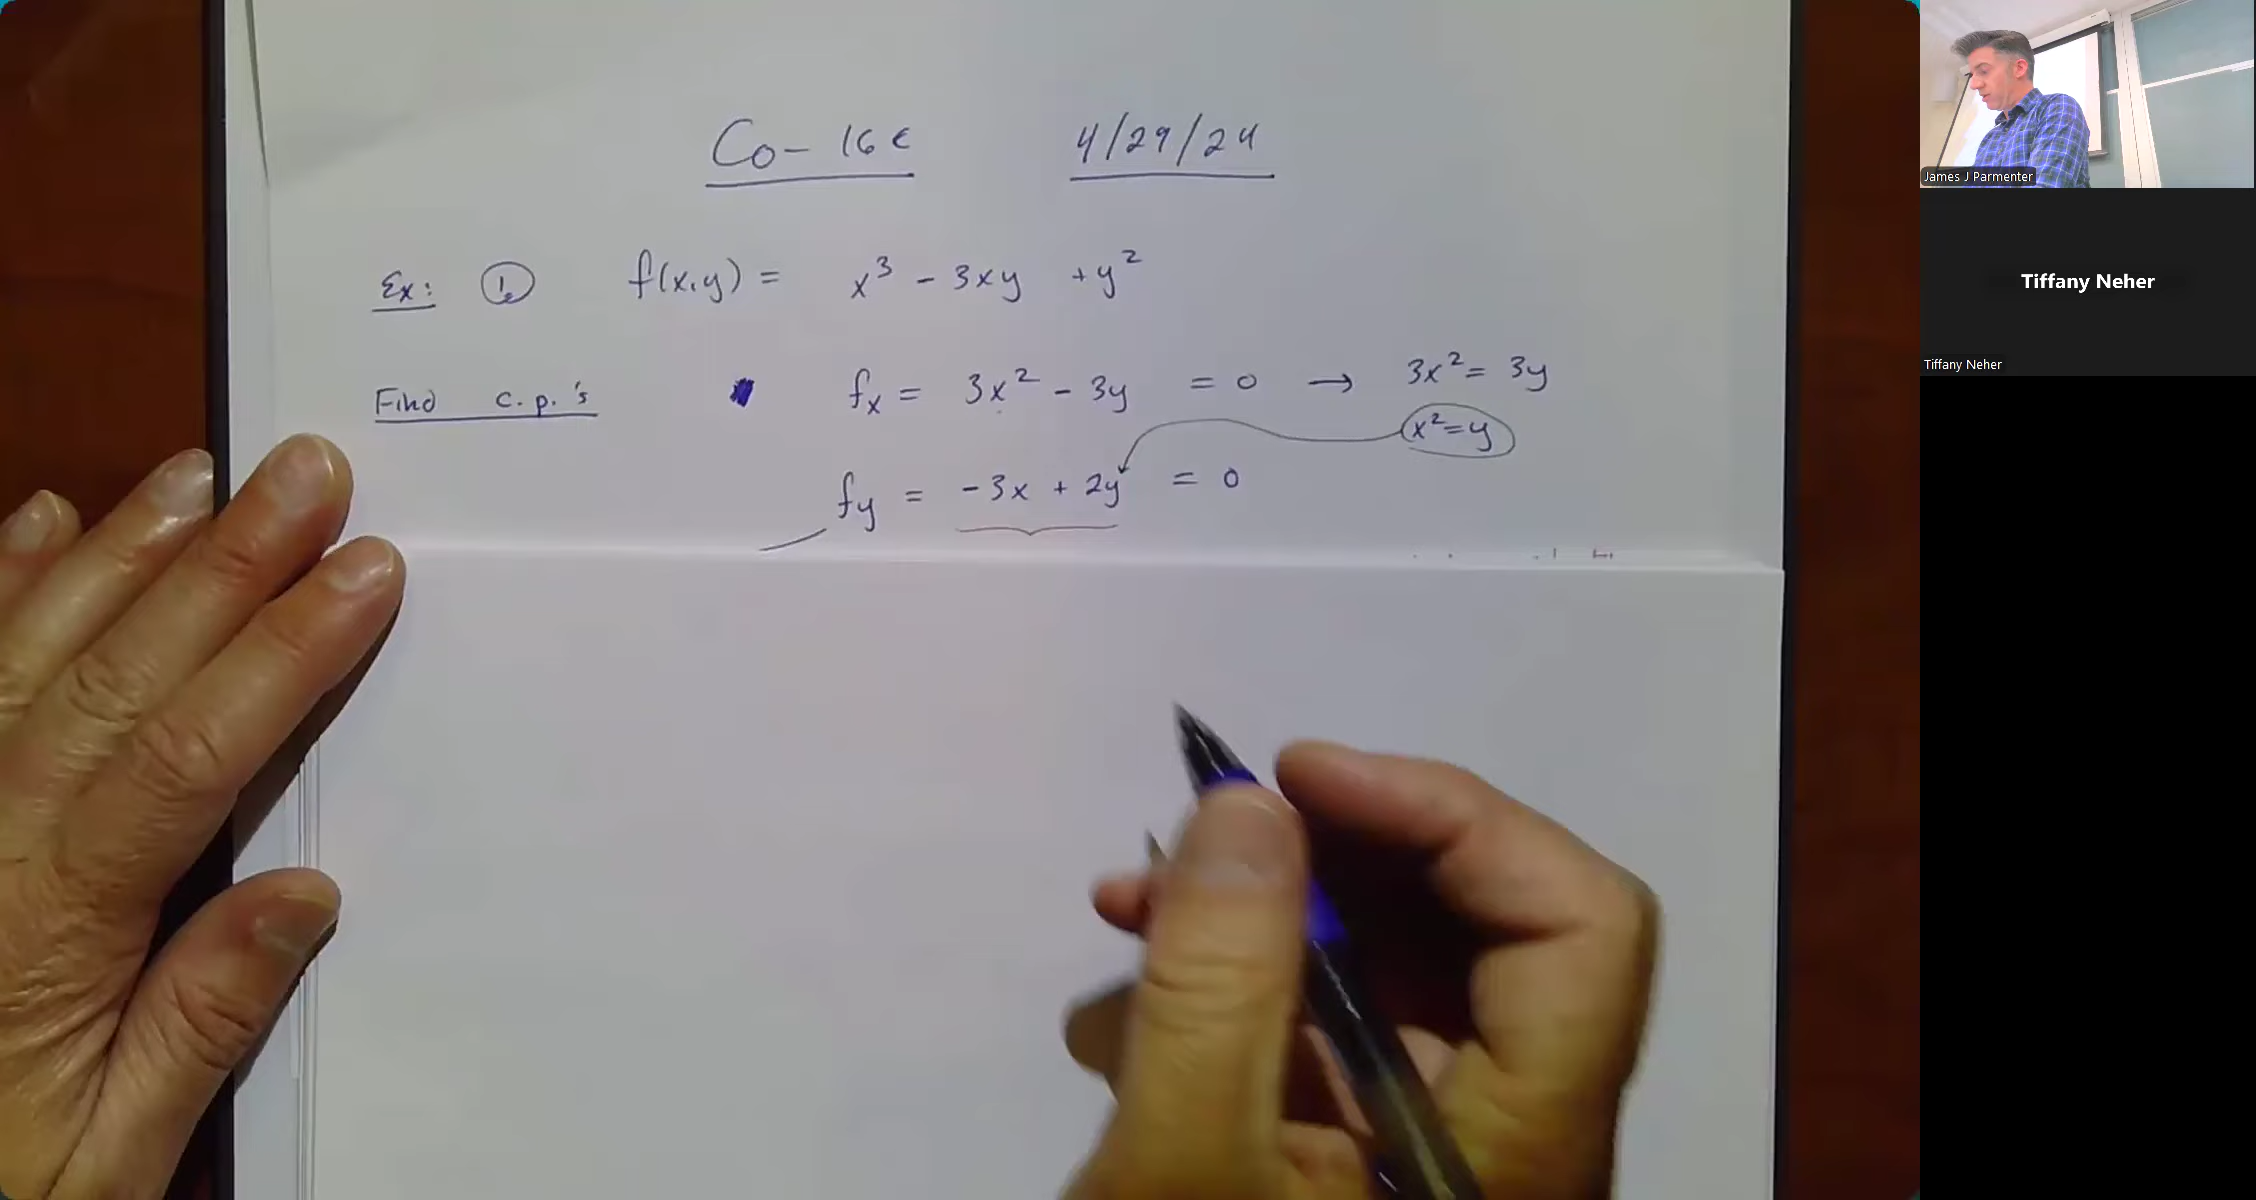 Co- 16c 4/29/24
Ex: 1. f(x,y) = x³ - 3xy + y²
Find c.p.'s fx = 3x² - 3y = 0 → 3x² = 3y
x² = y
fy = -3x + 2y = 0
James J Parmenter
Tiffany Neher
Tiffany Neher